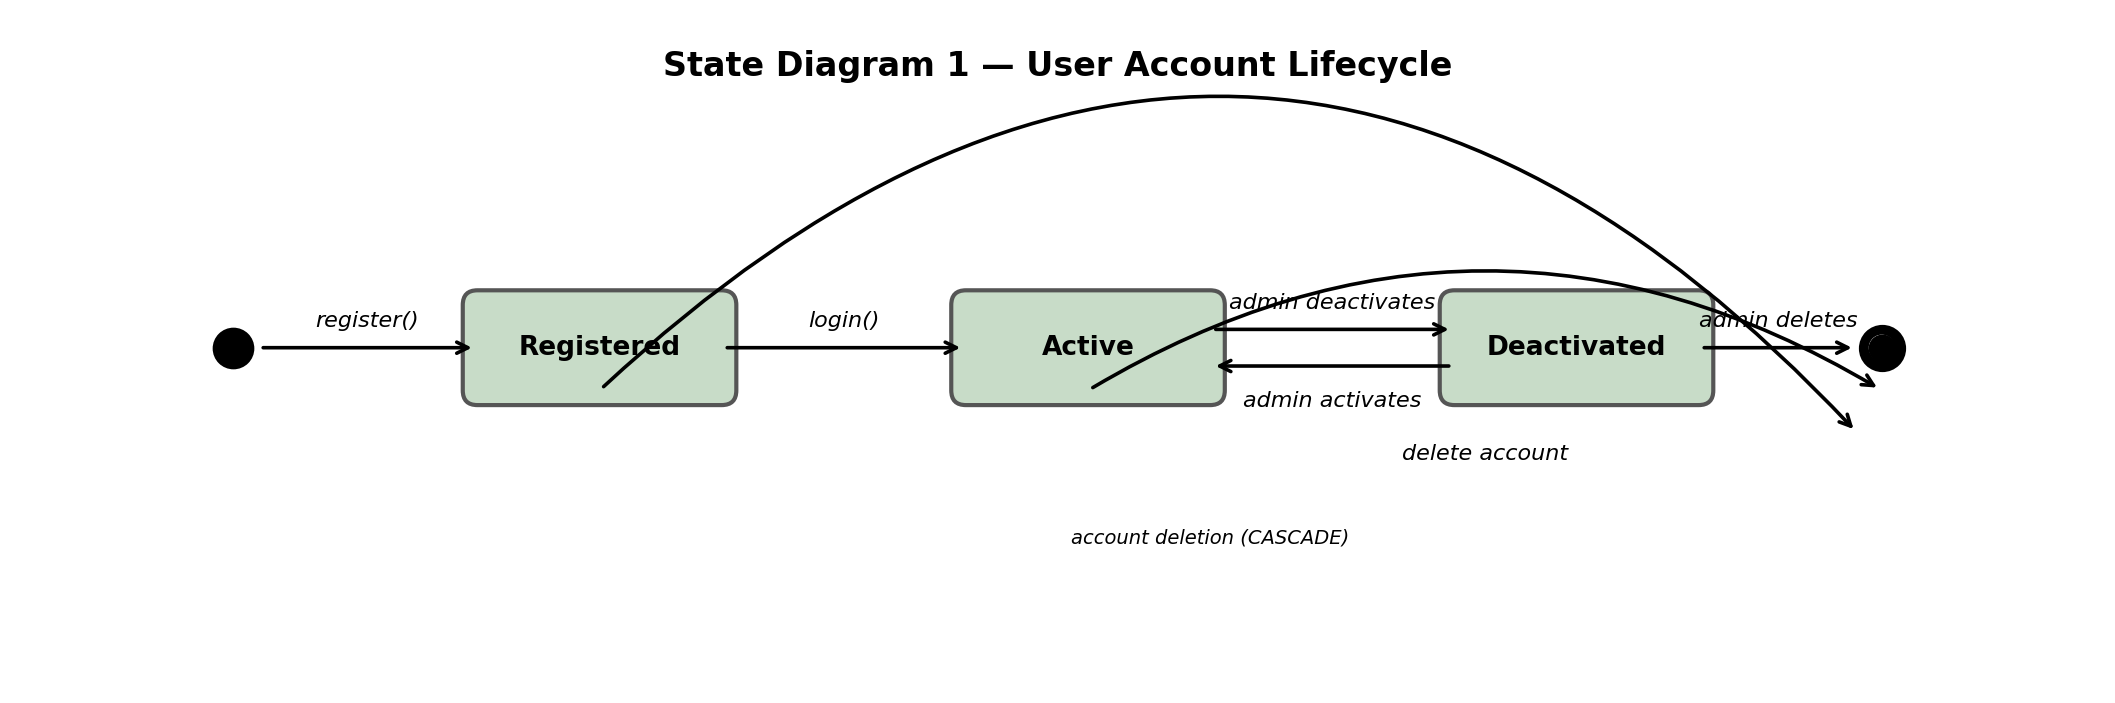 State Diagram 1 — User Account Lifecycle
admin deactivates
register()
login()
admin deletes
Registered
Active
Deactivated
admin activates
delete account
account deletion (CASCADE)